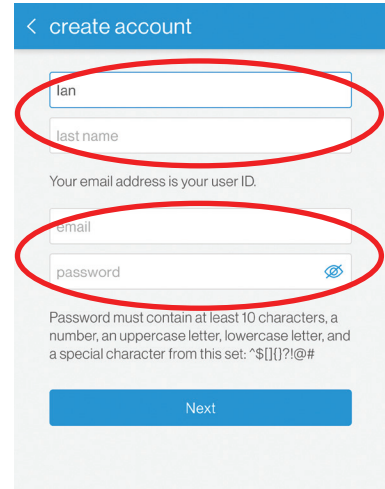 < create account
Ian
last name
Your email address is your user ID.
email
password
Password must contain at least 10 characters, a
number, an uppercase letter, lowercase letter, and
a special character from this set: ^$[]{}?!@#
Next